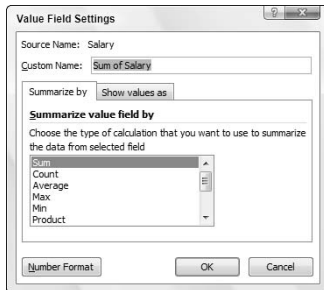 Value Field Settings
Source Name: Salary
Custom Name: Sum of Salary
Summarize by Show values as
Summarize value field by
Choose the type of calculation that you want to use to summarize
the data from selected field
Sum
Count
Average
Max
Min
Product
Number Format OK Cancel